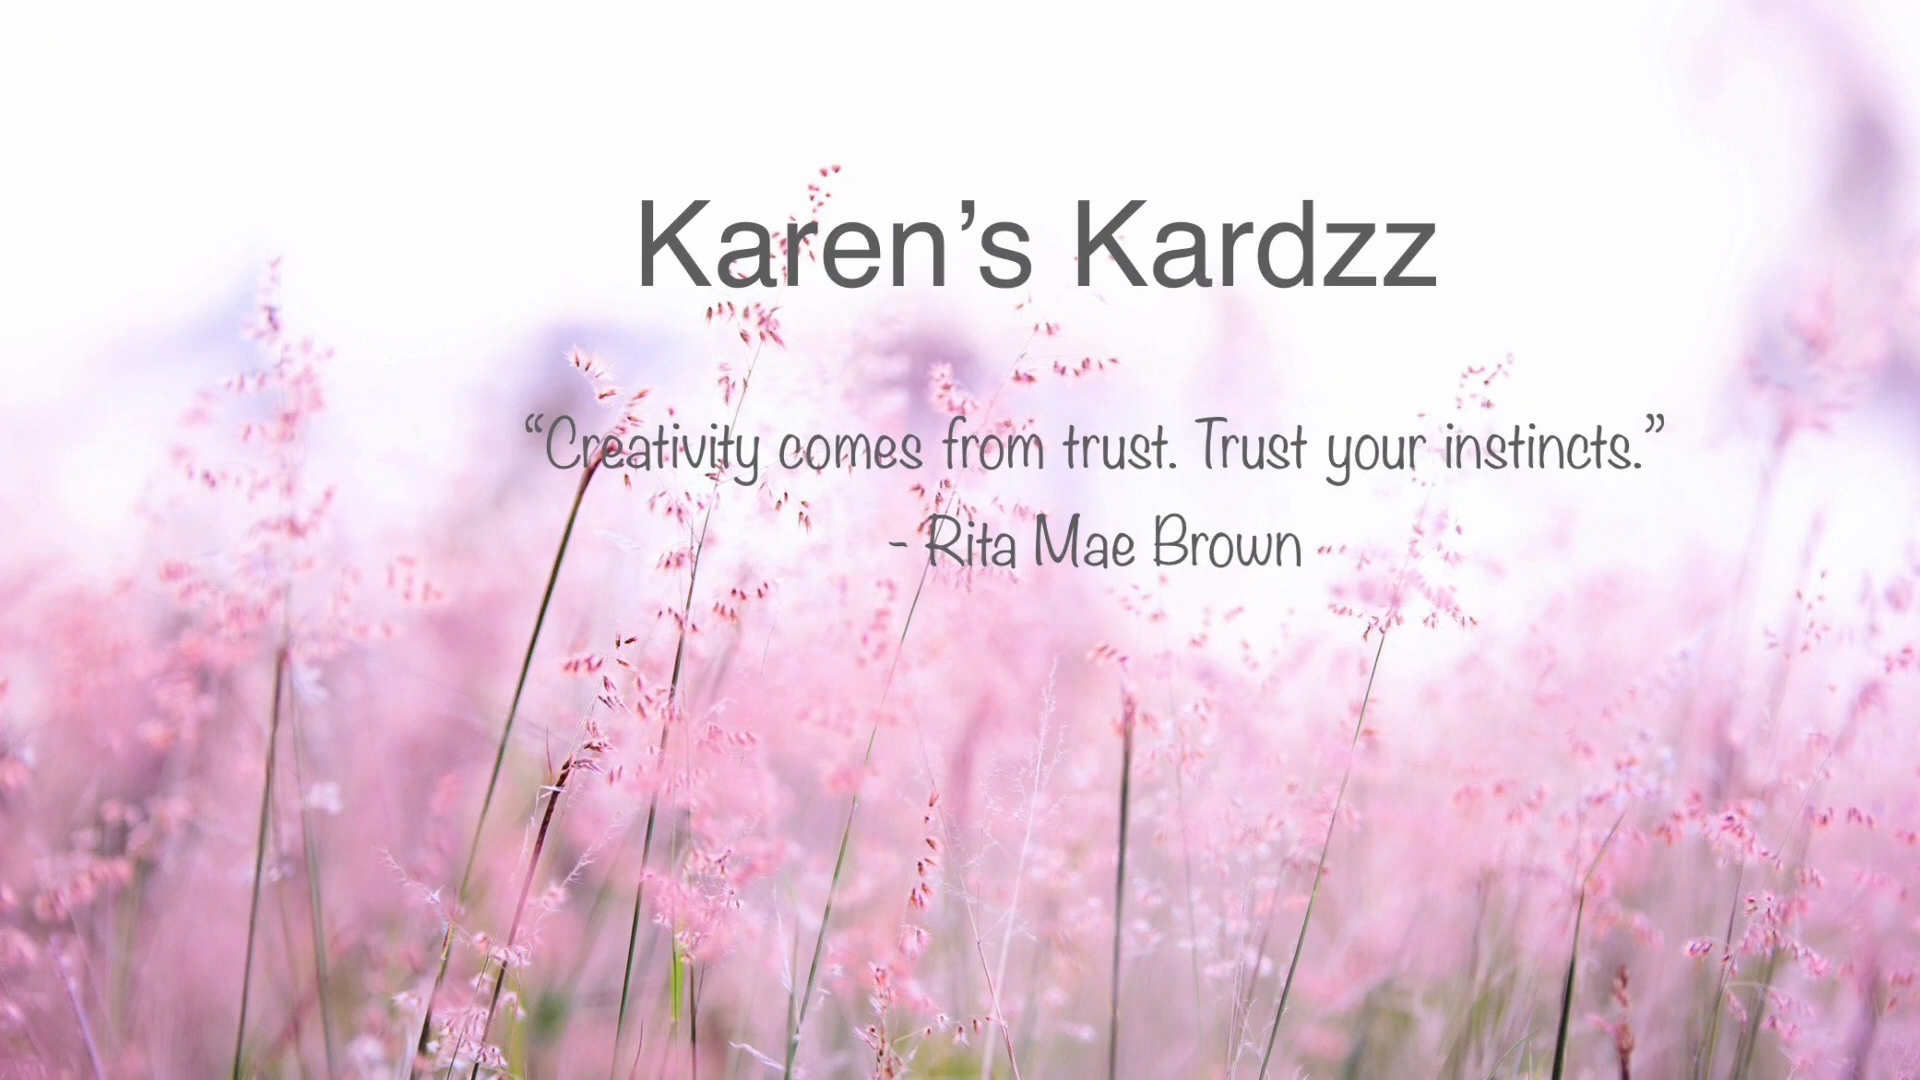 Karen’s Kardzz
“Creativity comes from trust. Trust your instincts.”
- Rita Mae Brown